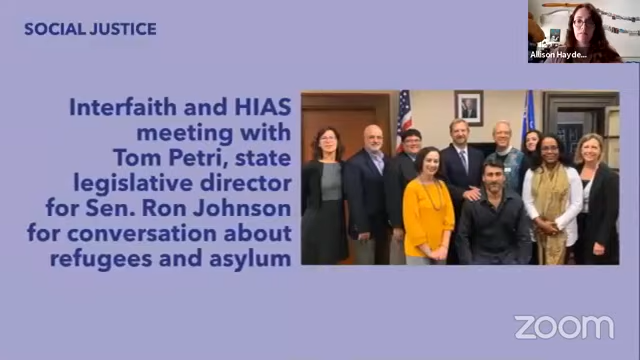 SOCIAL JUSTICE
Allison Hayde...
Interfaith and HIAS
meeting with
Tom Petri, state
legislative director
for Sen. Ron Johnson
for conversation about
refugees and asylum
zoom